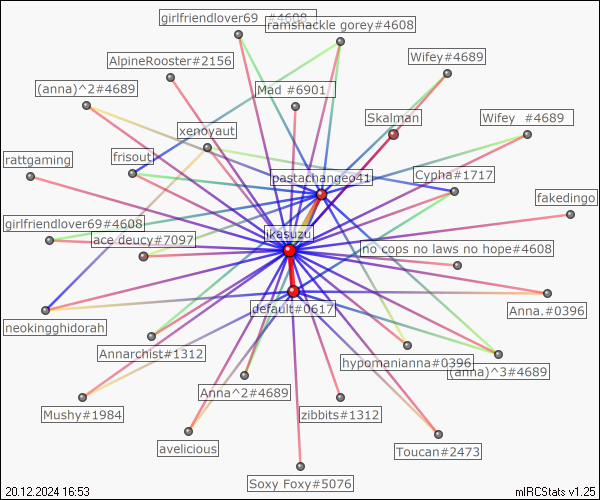 girlfriendlover69 #4608
ramshackle gorey#4608
AlpineRooster#2156
Wifey#4689
(anna)^2#4689
Mad #6901
Skalman
Wifey #4689
xenoyaut
frisout
rattgaming
pastachangeo41
Cypha#1717
fakedingo
girlfriendlover69#4608
ace deucy#7097
jkasuzu
no cops no laws no hope#4608
default#0617
Anna.#0396
neokingghidorah
Annarchist#1312
hypomanianna#0396
(anna)^3#4689
Anna^2#4689
Mushy#1984
zibbits#1312
avelicious
Toucan#2473
Soxy Foxy#5076
20.12.2024 16:53
mIRCStats v1.25